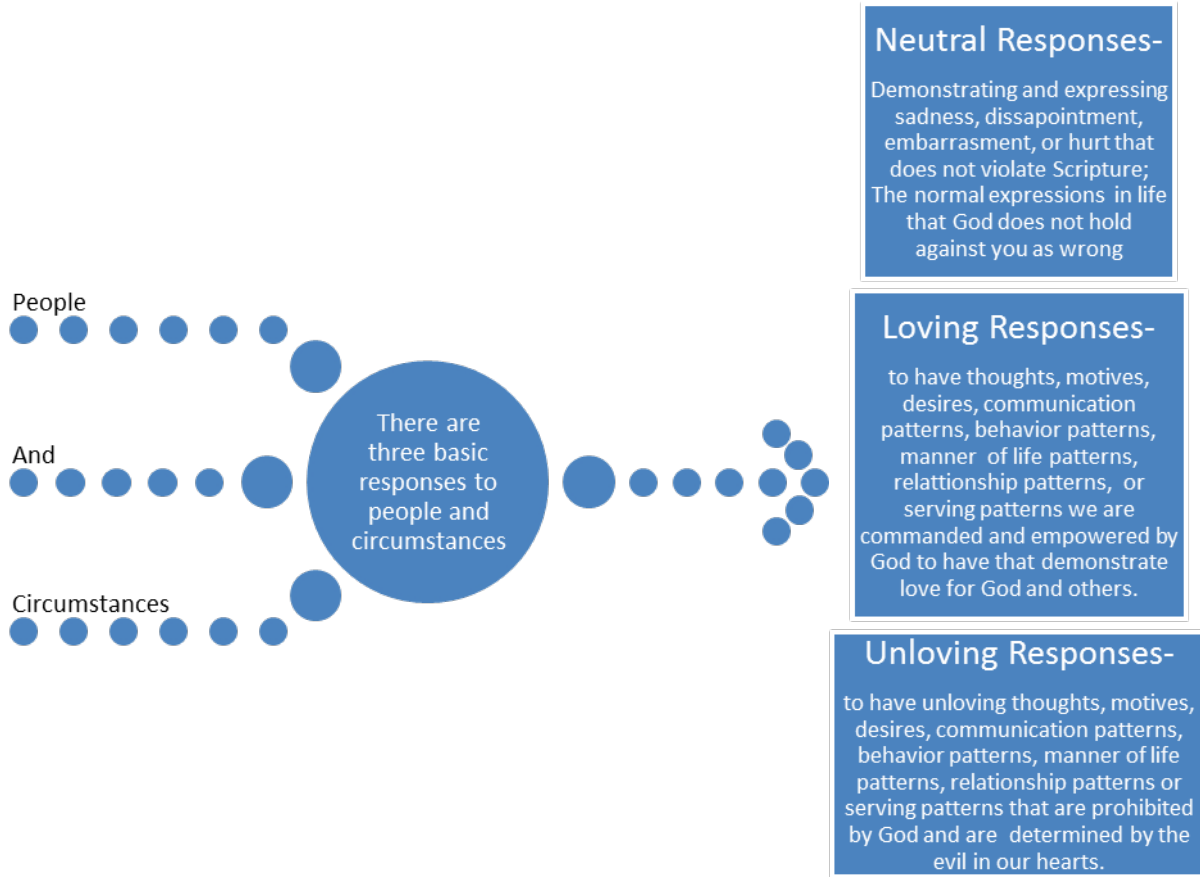 People
And
Circumstances
There are
three basic
responses to
people and
circumstances
Neutral Responses-
Demonstrating and expressing
sadness, dissapointment,
embarrasment, or hurt that
does not violate Scripture;
The normal expressions in life
that God does not hold
against you as wrong
Loving Responses-
to have thoughts, motives,
desires, communication
patterns, behavior patterns,
manner of life patterns,
relattionship patterns, or
serving patterns we are
commanded and empowered by
God to have that demonstrate
love for God and others.
Unloving Responses-
to have unloving thoughts, motives,
desires, communication patterns,
behavior patterns, manner of life
patterns, relationship patterns or
serving patterns that are prohibited
by God and are determined by the
evil in our hearts.